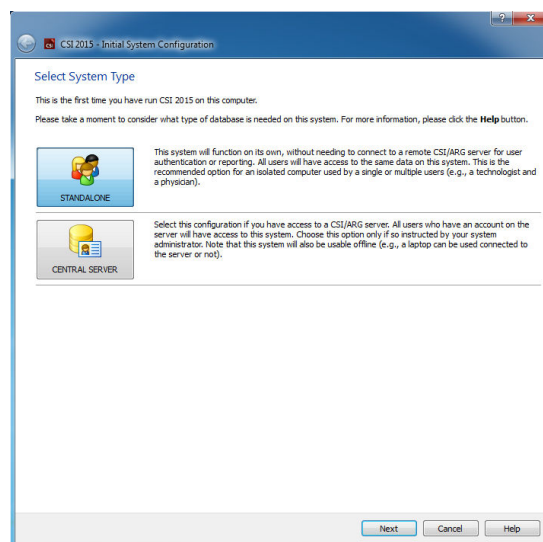 CSI 2015 - Initial System Configuration
Select System Type
This is the first time you have run CSI 2015 on this computer.
Please take a moment to consider what type of database is needed on this system. For more information, please click the Help button.
This system will function on its own, without needing to connect to a remote CSI/ARG server for user
authentication or reporting. All users will have access to the same data on this system. This is the
recommended option for an isolated computer used by a single or multiple users (e.g., a technologist and
a physician).
STANDALONE
Select this configuration if you have access to a CSI/ARG server. All users who have an account on the
server will have access to this system. Choose this option only if so instructed by your system
administrator. Note that this system will also be usable offline (e.g., a laptop can be used connected to
the server or not).
CENTRAL SERVER
Next
Cancel
Help